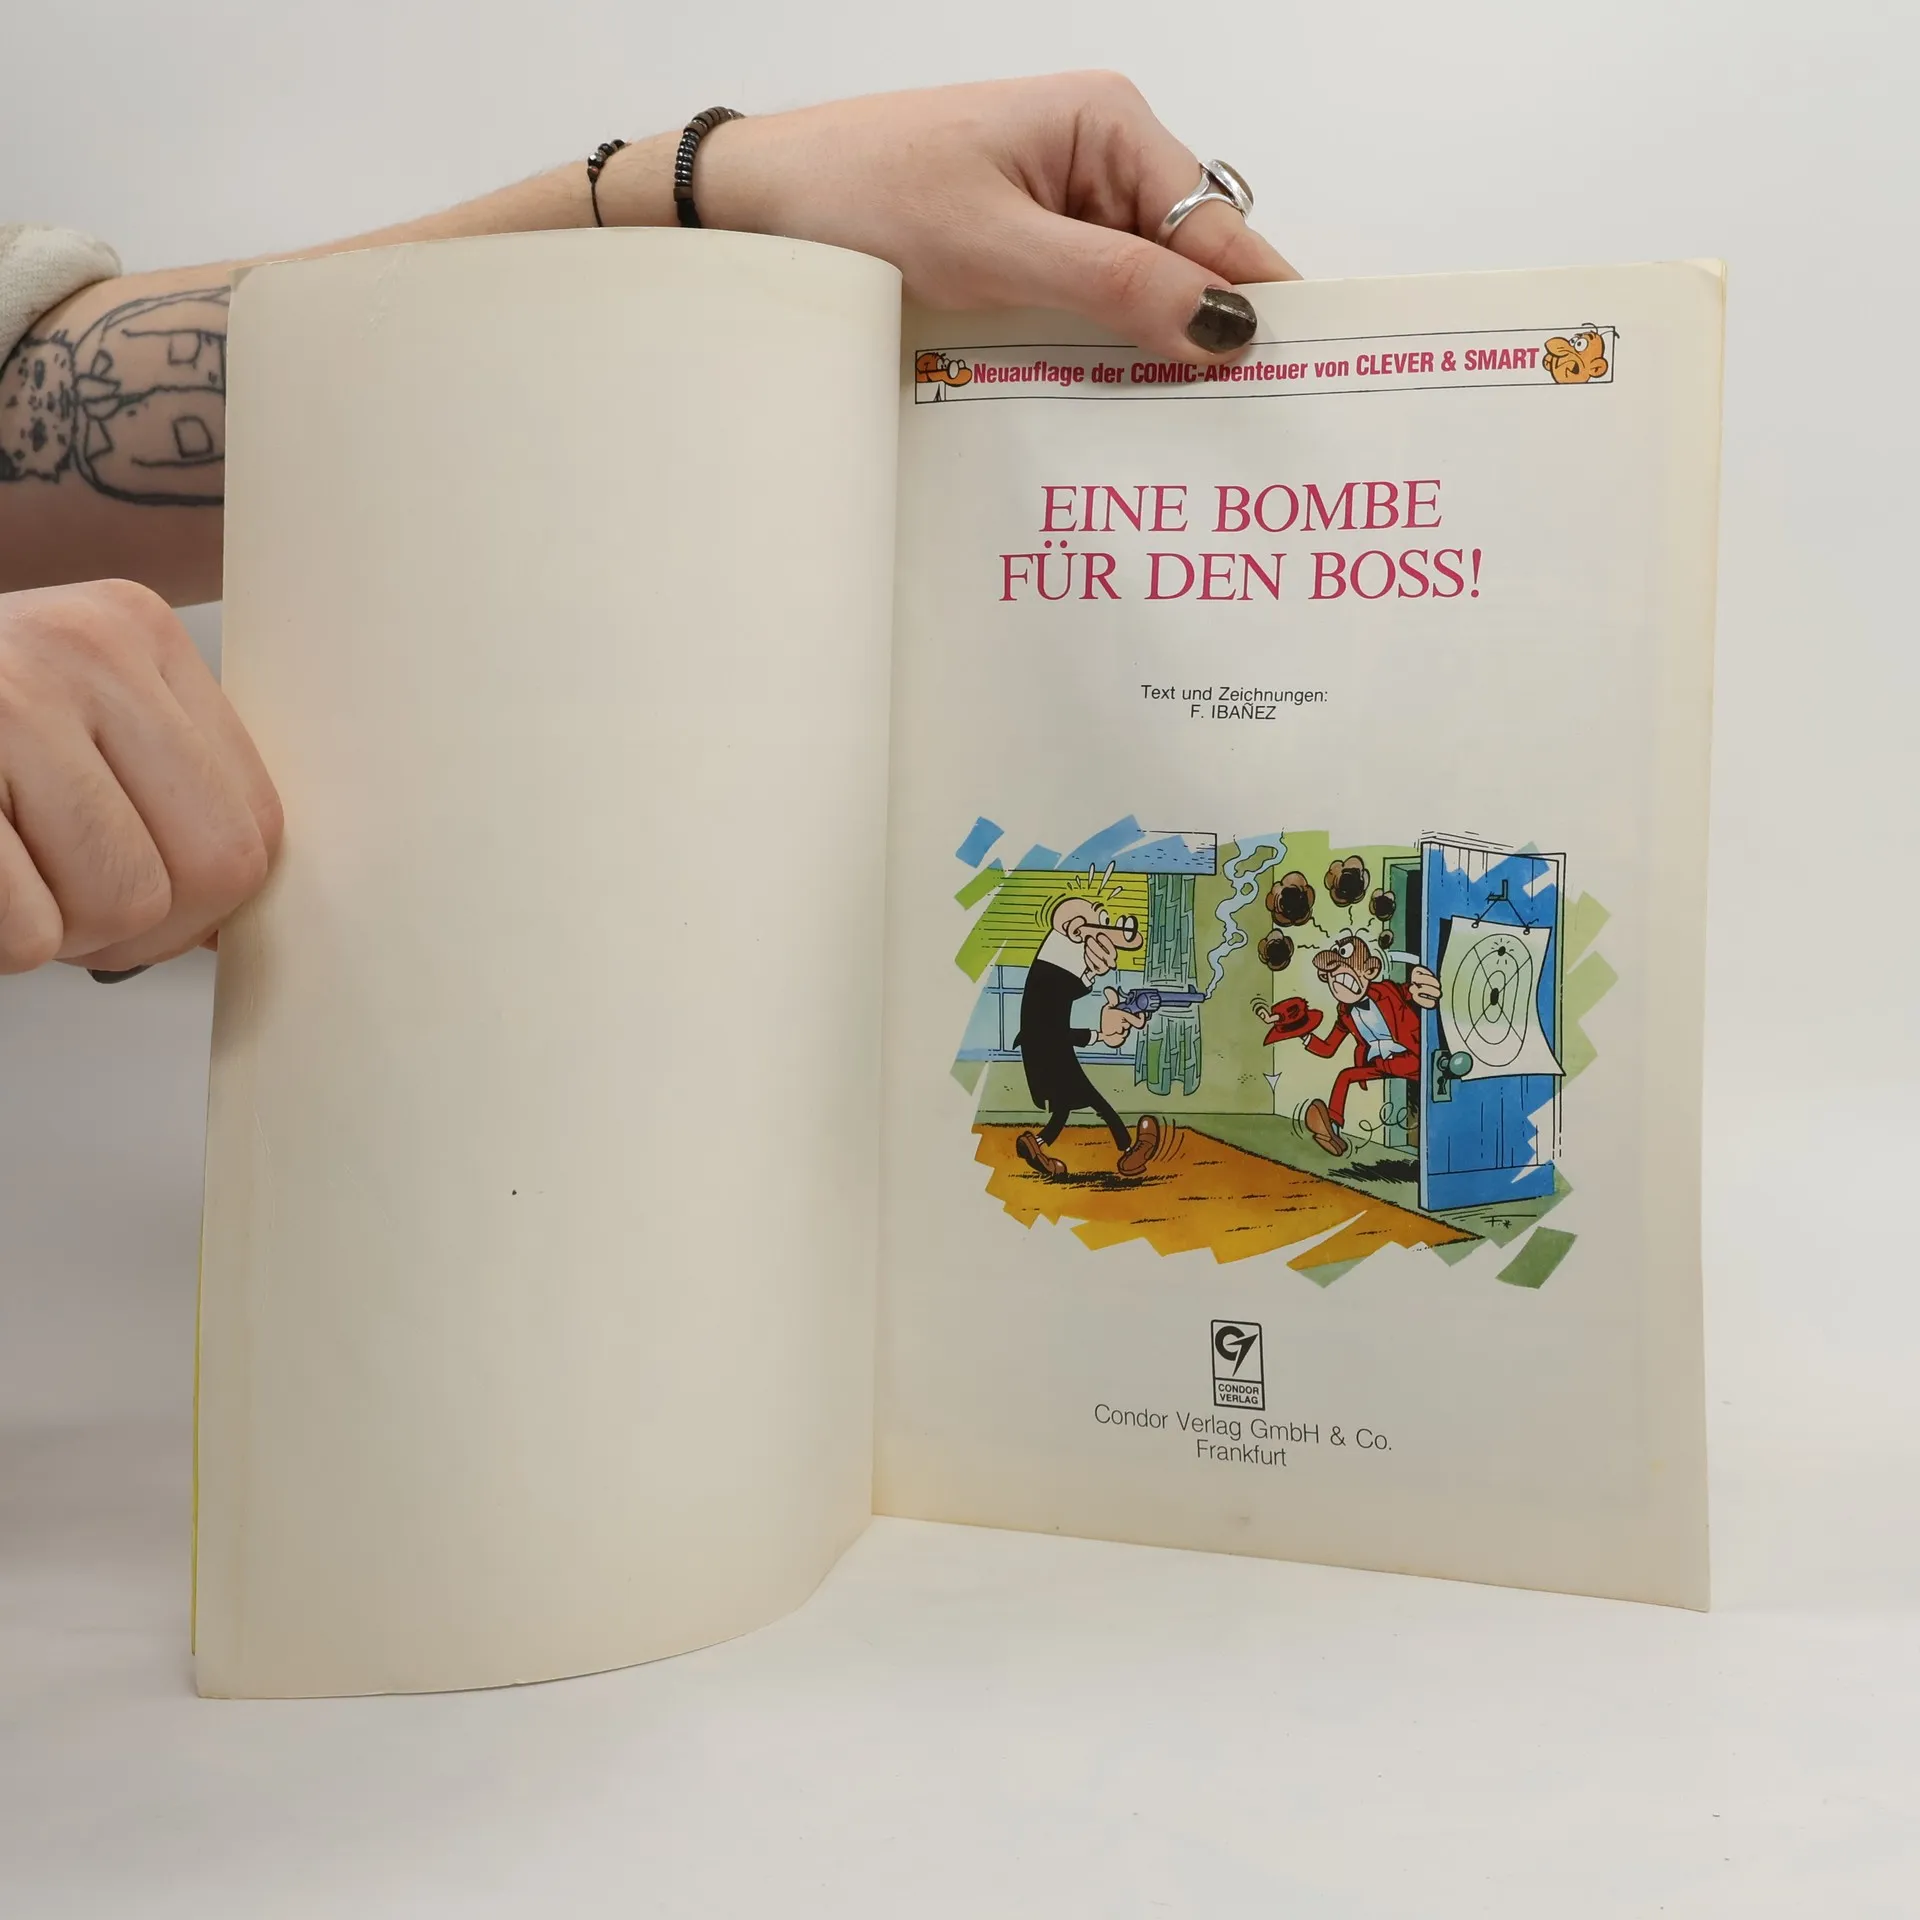 Neuauflage der COMIC-Abenteuer von CLEVER & SMART
EINE BOMBE
FÜR DEN BOSS!
Text und Zeichnungen:
F. IBAÑEZ
CONDOR
VERLAG
Condor Verlag GmbH & Co.
Frankfurt